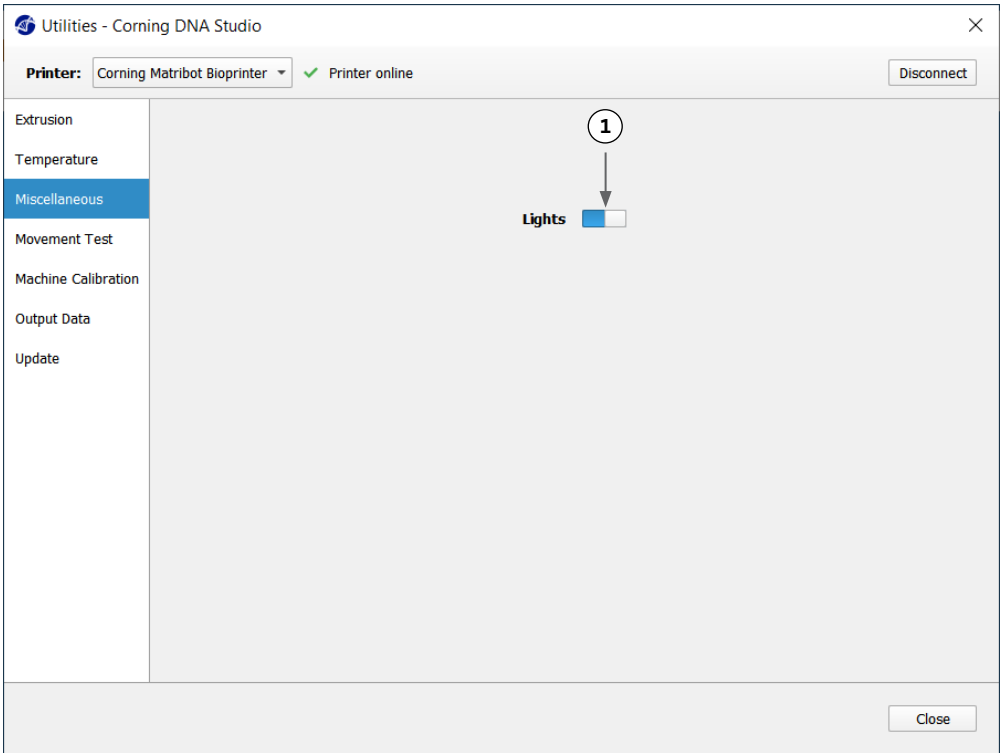 Utilities - Corning DNA Studio
Printer: Corning Matribot Bioprinter Printer online Disconnect
Extrusion
Temperature
Miscellaneous
Movement Test
Machine Calibration
Output Data
Update
1
Lights
Close